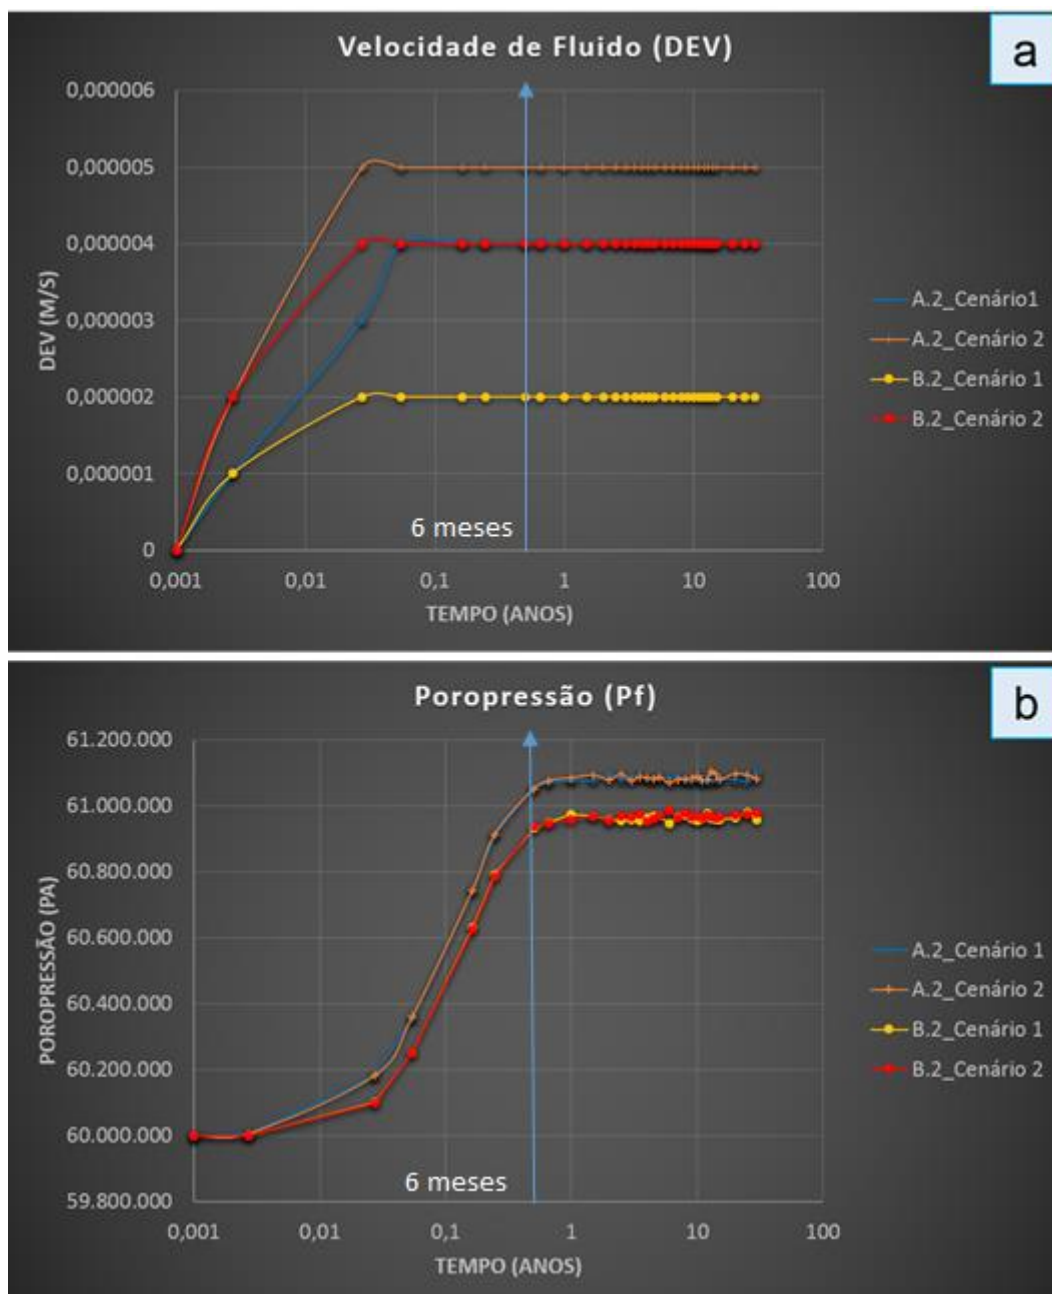 Velocidade de Fluido (DEV)
a
0,000006
0,000005
0,000004
0,000003
0,000002
0,000001
0
DEV (M/S)
6 meses
0,001 0,01 0,1 1 10 100
TEMPO (ANOS)
A.2_Cenário1
A.2_Cenário 2
B.2_Cenário 1
B.2_Cenário 2
Poropressão (Pf)
b
61.200.000
61.000.000
60.800.000
60.600.000
60.400.000
60.200.000
60.000.000
59.800.000
POROPRESSÃO (PA)
6 meses
0,001 0,01 0,1 1 10 100
TEMPO (ANOS)
A.2_Cenário 1
A.2_Cenário 2
B.2_Cenário 1
B.2_Cenário 2